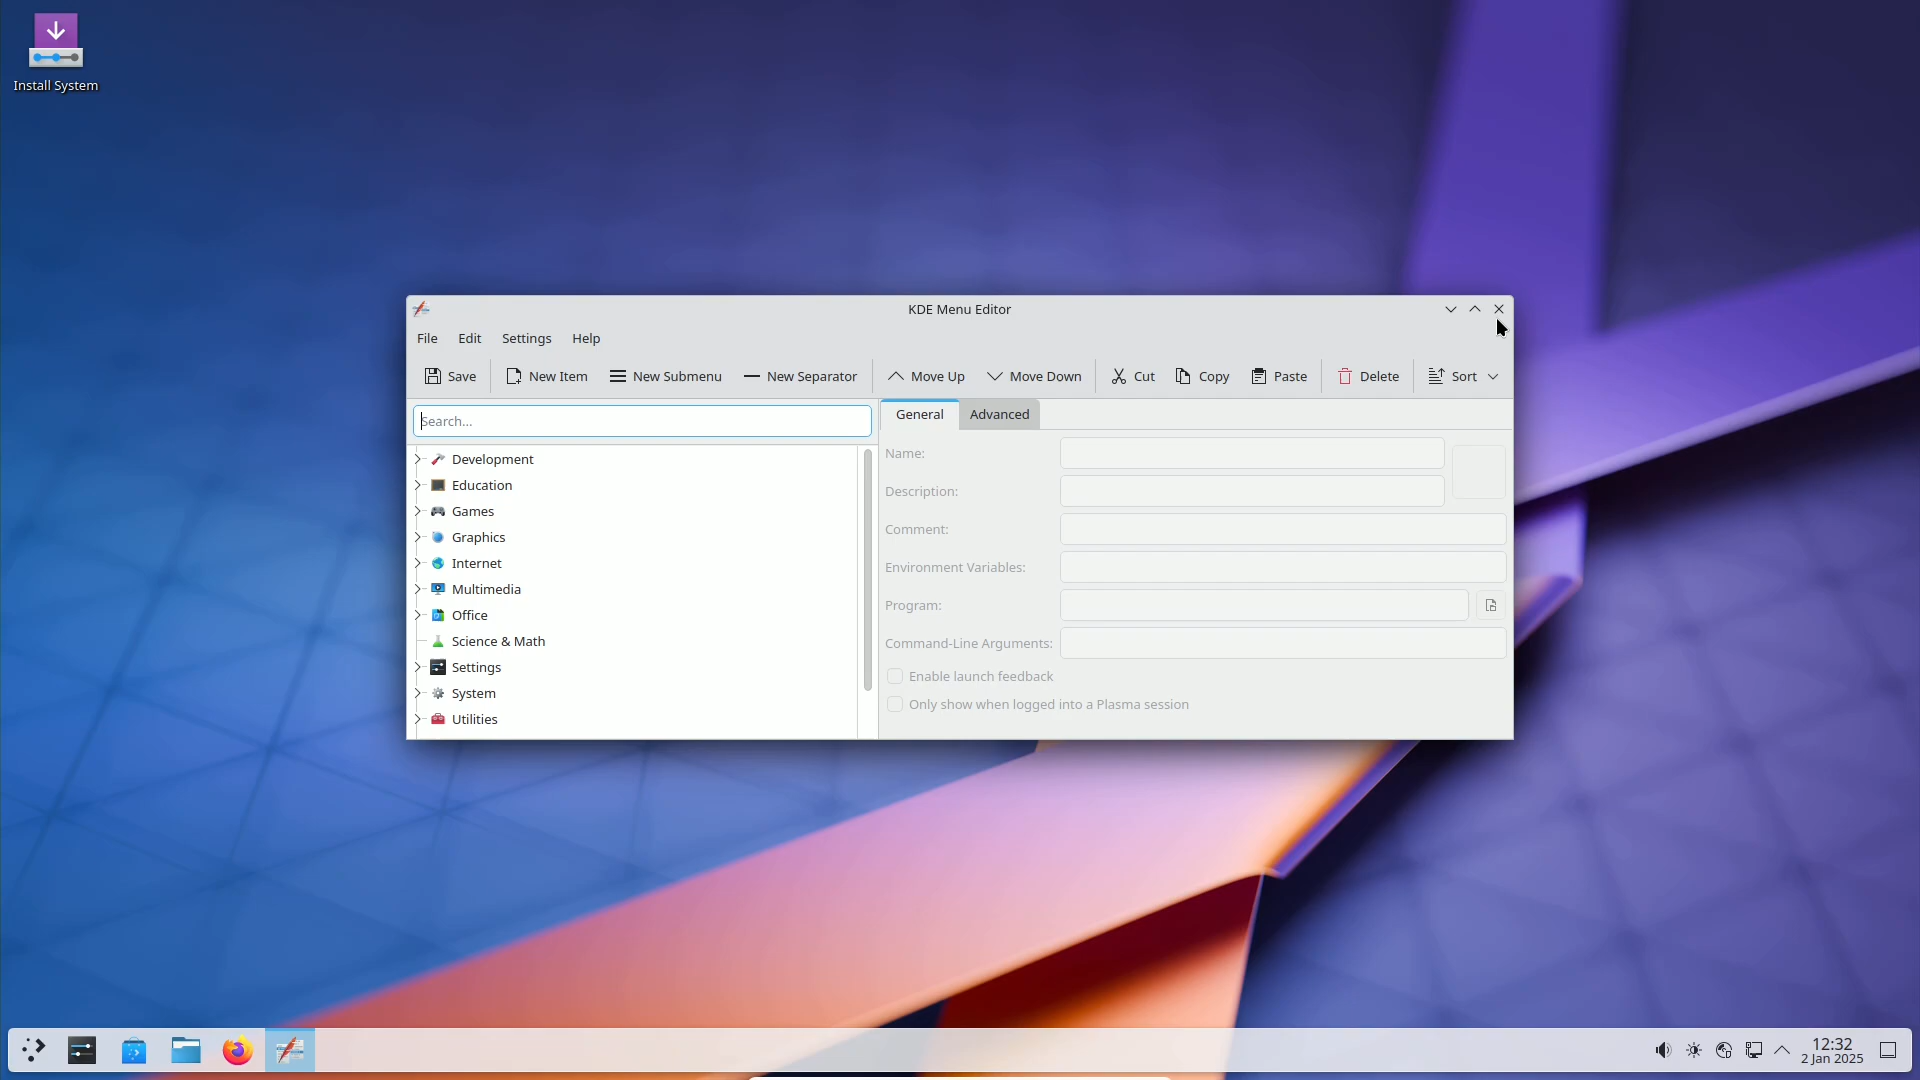 Install System
KDE Menu Editor
File Edit Settings Help
Save New Item New Submenu New Separator Move Up Move Down Cut Copy Paste Delete Sort
Search...
General Advanced
Development
Education
Games
Graphics
Internet
Multimedia
Office
Science & Math
Settings
System
Utilities
Name:
Description:
Comment:
Environment Variables:
Program:
Command-Line Arguments:
Enable launch feedback
Only show when logged into a Plasma session
12:32
2 Jan 2025